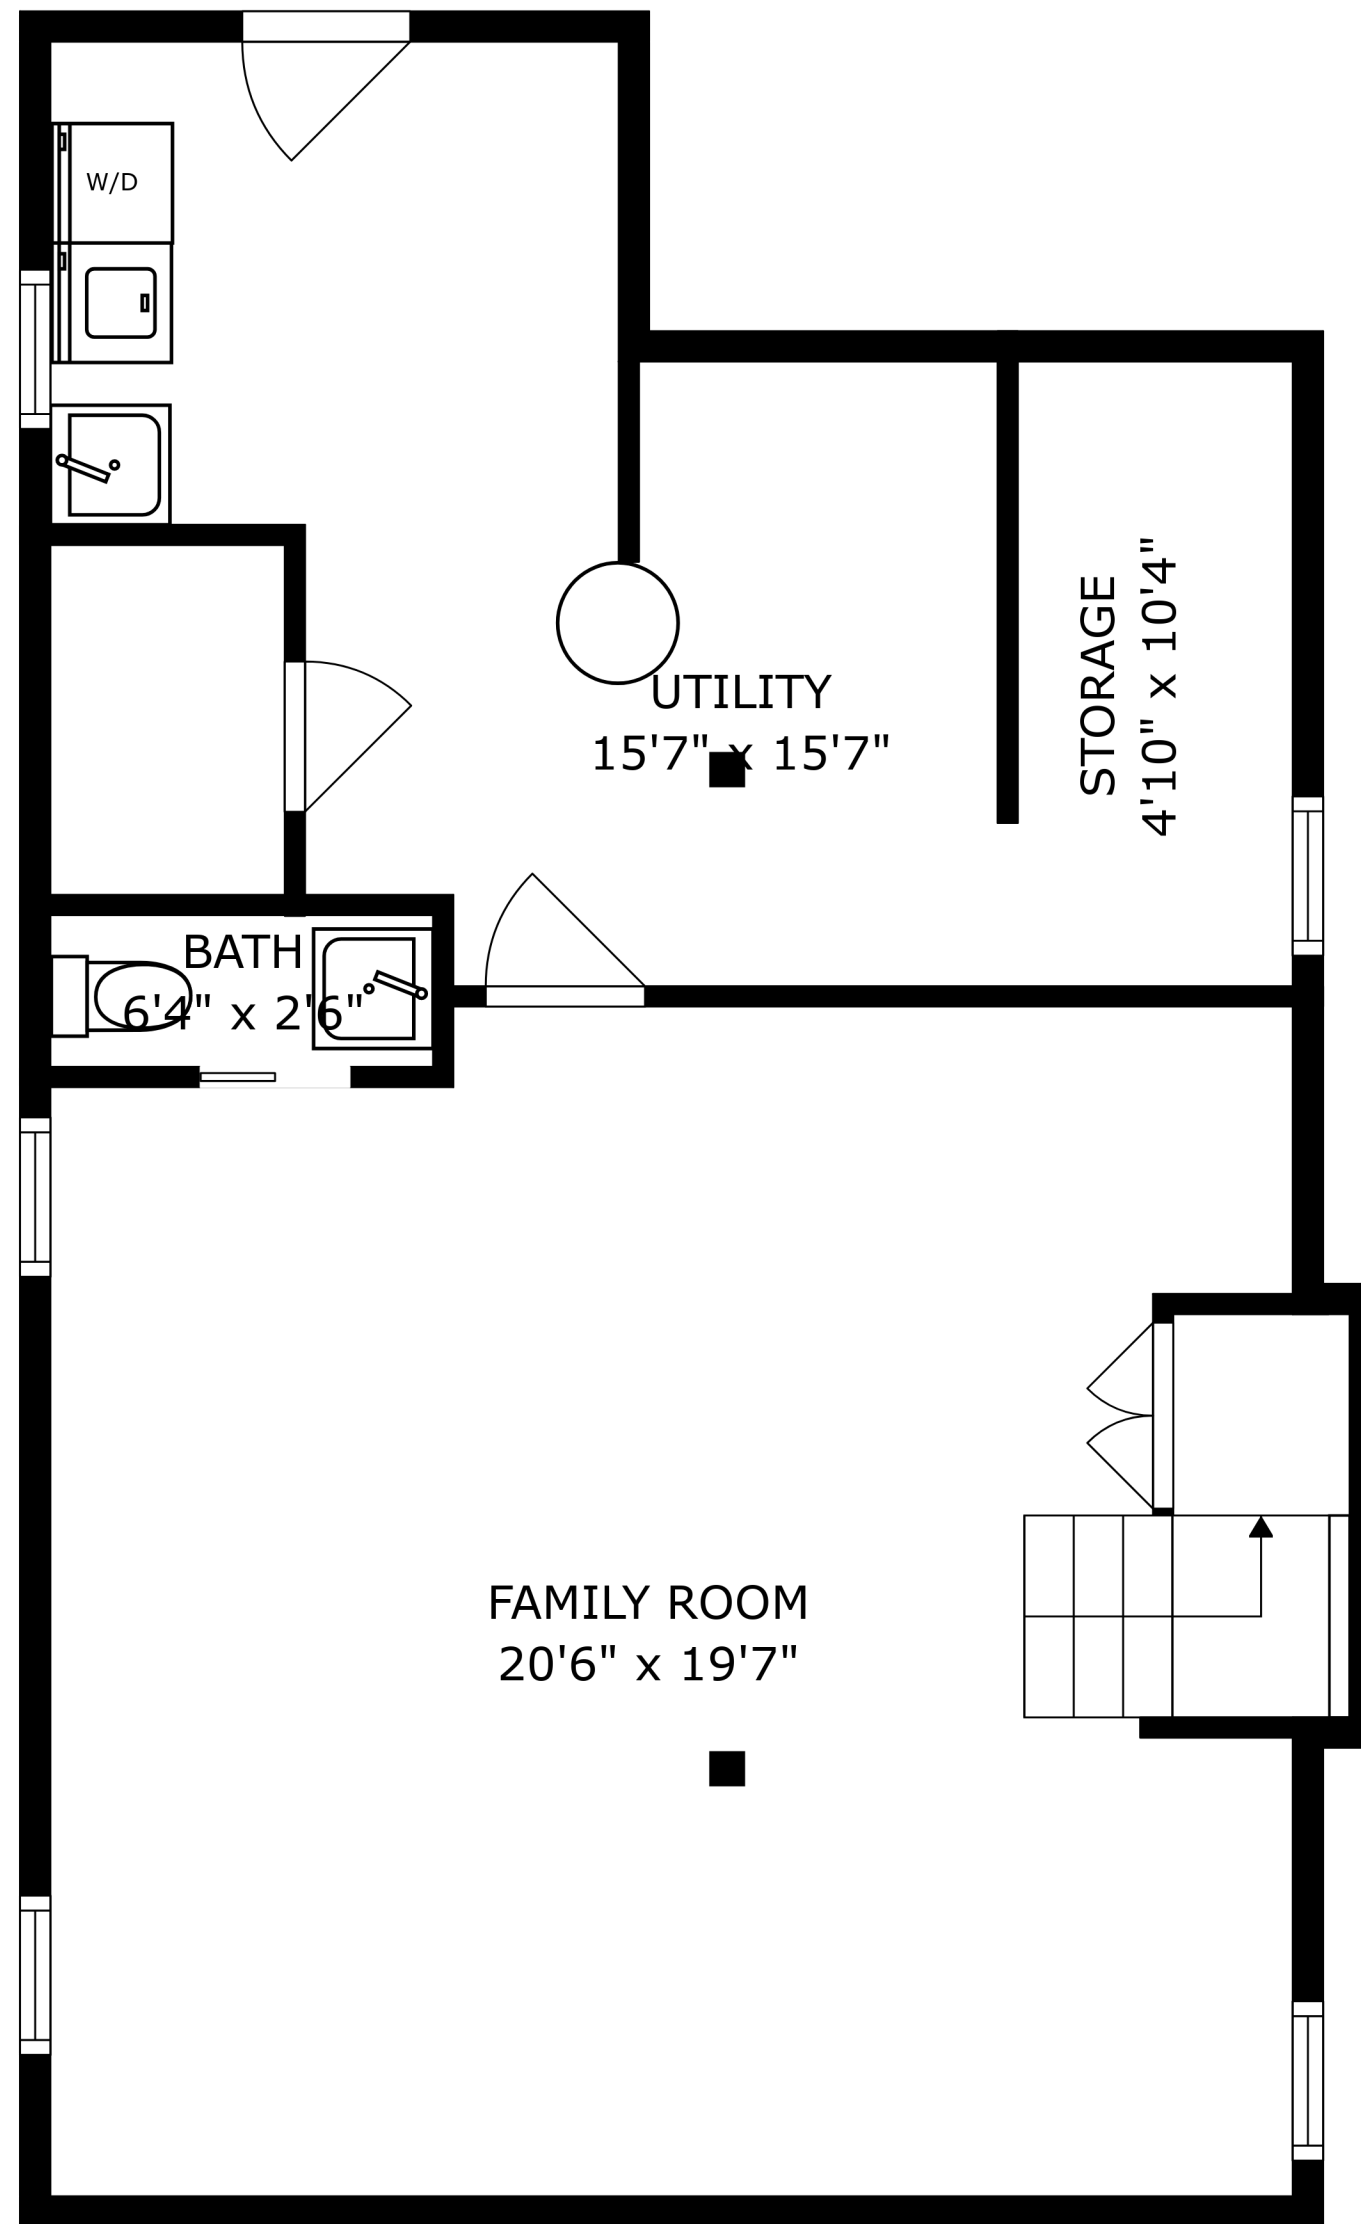 W/D
UTILITY
15'7" x 15'7"
STORAGE
4'10" x 10'4"
BATH
6'4" x 2'6"
FAMILY ROOM
20'6" x 19'7"